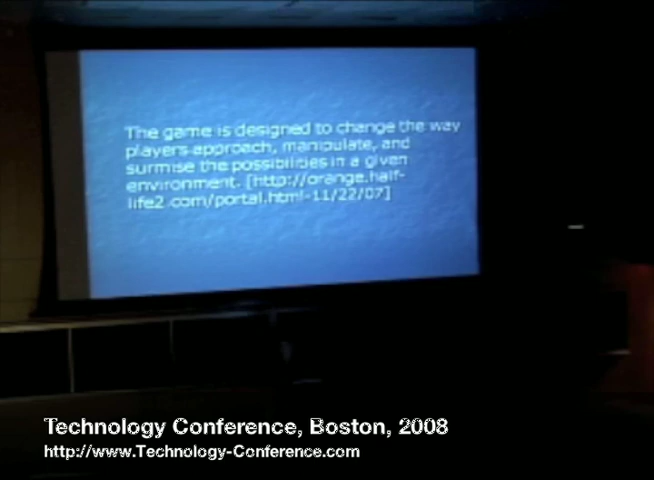 The game is designed to change the way
players approach, manipulate, and
surmise the possibilities in a given
environment. [http://orange.half-
life2.com/portal.html-11/22/07]
Technology Conference, Boston, 2008
http://www.Technology-Conference.com